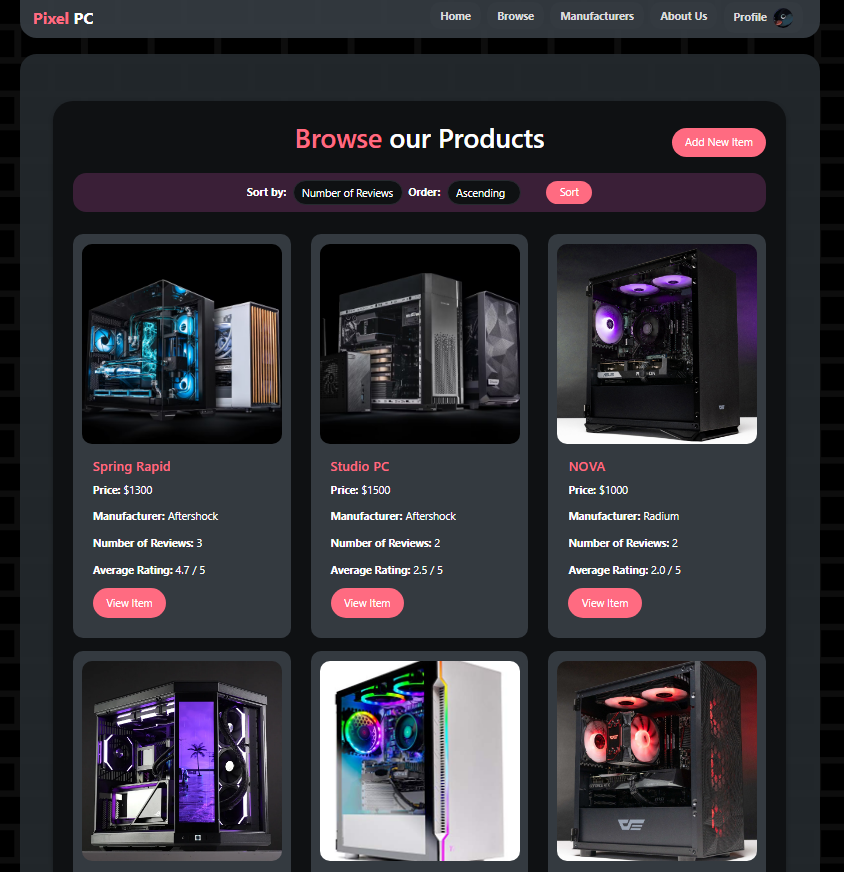 Pixel PC
Home Browse Manufacturers About Us Profile
Browse our Products
Add New Item
Sort by: Number of Reviews Order: Ascending Sort
Spring Rapid
Price: $1300
Manufacturer: Aftershock
Number of Reviews: 3
Average Rating: 4.7 / 5
View Item
Studio PC
Price: $1500
Manufacturer: Aftershock
Number of Reviews: 2
Average Rating: 2.5 / 5
View Item
NOVA
Price: $1000
Manufacturer: Radium
Number of Reviews: 2
Average Rating: 2.0 / 5
View Item